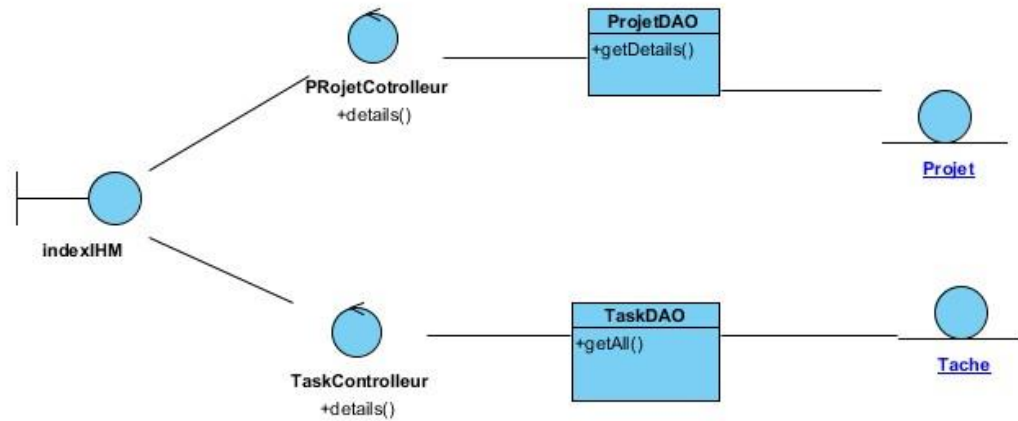 ProjetDAO
+getDetails()
PRojetCotrolleur
+details()
Projet
indexIHM
TaskDAO
+getAll()
Tache
TaskControlleur
+details()